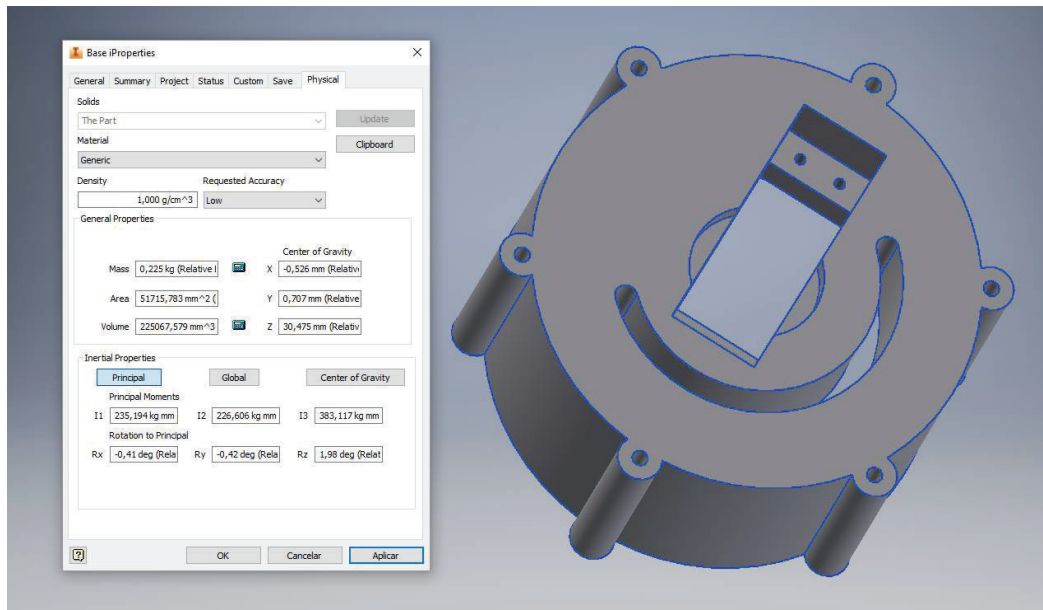 Base iProperties
General Summary Project Status Custom Save Physical
Solids
The Part
Update
Material
Clipboard
Generic
Density Requested Accuracy
1,000 g/cm^3 Low
General Properties
Center of Gravity
Mass 0,225 kg (Relative X -0,526 mm (Relativ
Area 51715,783 mm^2 ( Y 0,707 mm (Relative
Volume 225067,579 mm^3 Z 30,475 mm (Relativ
Inertial Properties
Principal Global Center of Gravity
Principal Moments
I1 235,194 kg mm I2 226,606 kg mm I3 383,117 kg mm
Rotation to Principal
Rx -0,41 deg (Rela Ry -0,42 deg (Rela Rz 1,98 deg (Relat
? OK Cancelar Aplicar